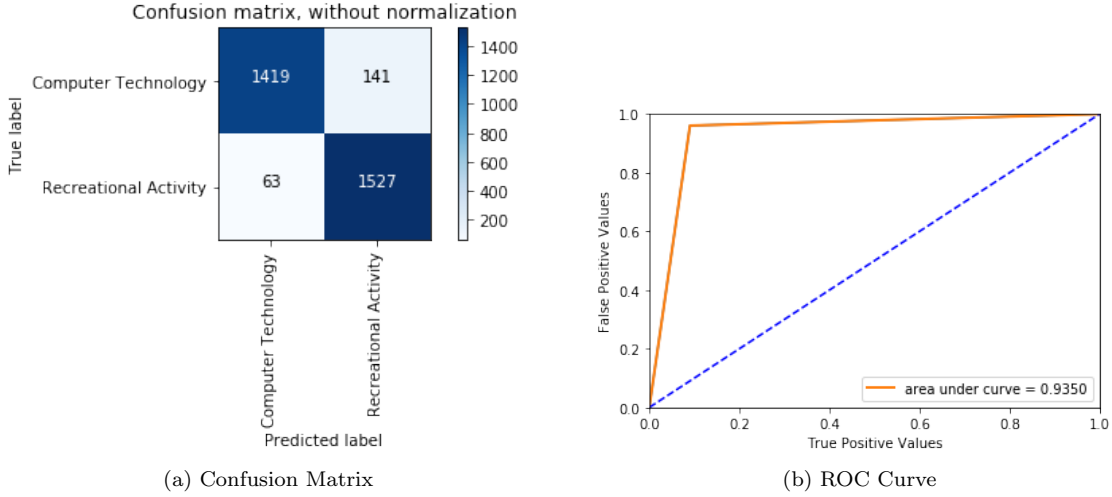 Confusion matrix, without normalization
True label
Computer Technology
Recreational Activity
1419 141
63 1527
Computer Technology
Recreational Activity
Predicted label
1400
1200
1000
800
600
400
200
(a) Confusion Matrix
False Positive Values
1.0
0.8
0.6
0.4
0.2
0.0
area under curve = 0.9350
0.0 0.2 0.4 0.6 0.8 1.0
True Positive Values
(b) ROC Curve